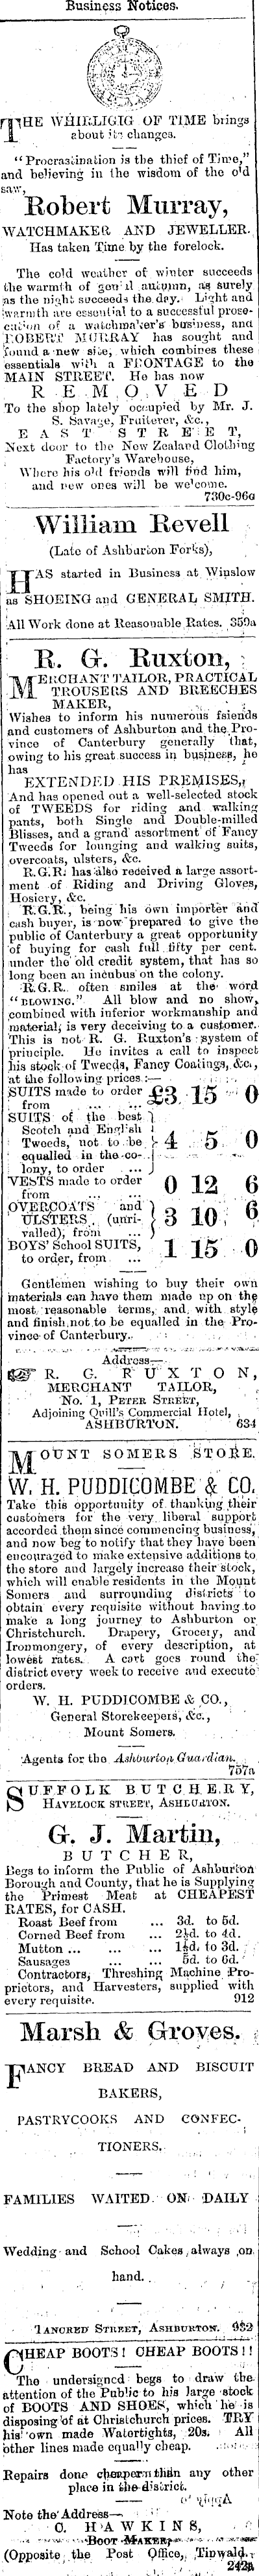 Business Notices.
THE WHIRLIGIG OF TIME brings
about its changes.
"Procrastination is the thief of Time,"
and believing in the wisdom of the old
saw,
Robert Murray,
WATCHMAKER AND JEWELLER.
Has taken Time by the forelock.
The cold weather of winter succeeds
the warmth of genial autumn, as surely
as the night succeeds the day. Light and
warmth are essential to a successful prose-
cution of a watchmaker's business, and
ROBERT MURRAY has sought and
found a new site, which combines these
essentials with a FRONTAGE to the
MAIN STREET. He has now
REMOVED
To the shop lately occupied by Mr. J.
S. Savage, Fruiterer, &c.,
EAST STREET,
Next door to the New Zealand Clothing
Factory's Warehouse,
Where his old friends will find him,
and new ones will be welcome.
730c-96a
William Revell
(Late of Ashburton Forks),
HAS started in Business at Winslow
as SHOEING and GENERAL SMITH.
All Work done at Reasonable Rates. 359a
R. G. Ruxton,
MERCHANT TAILOR, PRACTICAL
TROUSERS AND BREECHES
MAKER,
Wishes to inform his numerous fsiends
and customers of Ashburton and the Pro-
vince of Canterbury generally that,
owing to his great success in business, he
has
EXTENDED HIS PREMISES,
And has opened out a well-selected stock
of TWEEDS for riding and walking
pants, both Single and Double-milled
Blisses, and a grand assortment of Fancy
Tweeds for lounging and walking suits,
overcoats, ulsters, &c.
R.G.R. has also received a large assort-
ment of Riding and Driving Gloves,
Hosiery, &c.
R.G.R., being his own importer and
cash buyer, is now prepared to give the
public of Canterbury a great opportunity
of buying for cash full fifty per cent.
under the old credit system, that has so
long been an incubus on the colony.
R.G.R. often smiles at the word
"BLOWING." All blow and no show,
combined with inferior workmanship and
material, is very deceiving to a customer.
This is not R. G. Ruxton's system of
principle. He invites a call to inspect
his stock of Tweeds, Fancy Coatings, &c.,
at the following prices:—
SUITS made to order
from ... ... £3 15 0
SUITS of the best
Scotch and English
Tweeds, not to be 4 5 0
equalled in the co-
lony, to order ...
VESTS made to order
from ... ... 0 12 6
OVERCOATS and
ULSTERS (unri- 3 10 6
valled), from ...
BOYS' School SUITS,
to order, from ... 1 15 0
Gentlemen wishing to buy their own
materials can have them made up on the
most reasonable terms, and with style
and finish not to be equalled in the Pro-
vince of Canterbury.
Address—
R. G. RUXTON,
MERCHANT TAILOR,
No. 1, PETER STREET,
Adjoining Quill's Commercial Hotel,
ASHBURTON. 634
MOUNT SOMERS STORE.
W. H. PUDDICOMBE & CO.
Take this opportunity of thanking their
customers for the very liberal support
accorded them since commencing business,
and now beg to notify that they have been
encouraged to make extensive additions to
the store and largely increase their stock,
which will enable residents in the Mount
Somers and surrounding districts to
obtain every requisite without having to
make a long journey to Ashburton or
Christchurch. Drapery, Grocery, and
Ironmongery, of every description, at
lowest rates. A cart goes round the
district every week to receive and execute
orders.
W. H. PUDDICOMBE & CO.,
General Storekeepers, &c.,
Mount Somers.
Agents for the Ashburton Guardian.
757a
SUFFOLK BUTCHERY,
HAVELOCK STREET, ASHBURTON.
G. J. Martin,
BUTCHER,
Begs to inform the Public of Ashburton
Borough and County, that he is Supplying
the Primest Meat at CHEAPEST
RATES, for CASH.
Roast Beef from ... 3d. to 5d.
Corned Beef from ... 2½d. to 4d.
Mutton ... ... ... 1½d. to 3d.
Sausages ... ... 5d. to 6d.
Contractors, Threshing Machine Pro-
prietors, and Harvesters, supplied with
every requisite. 912
Marsh & Groves.
FANCY BREAD AND BISCUIT
BAKERS,
PASTRYCOOKS AND CONFEC-
TIONERS.
FAMILIES WAITED ON DAILY
Wedding and School Cakes always on
hand.
TANCRED STREET, ASHBURTON. 982
CHEAP BOOTS! CHEAP BOOTS!!
The undersigned begs to draw the
attention of the Public to his large stock
of BOOTS AND SHOES, which he is
disposing of at Christchurch prices. TRY
his own made Watertights, 20s. All
other lines made equally cheap.
Repairs done cheaper than any other
place in the district.
Note the Address—
C. HAWKINS,
BOOT MAKER,
(Opposite the Post Office, Tinwald.
242a